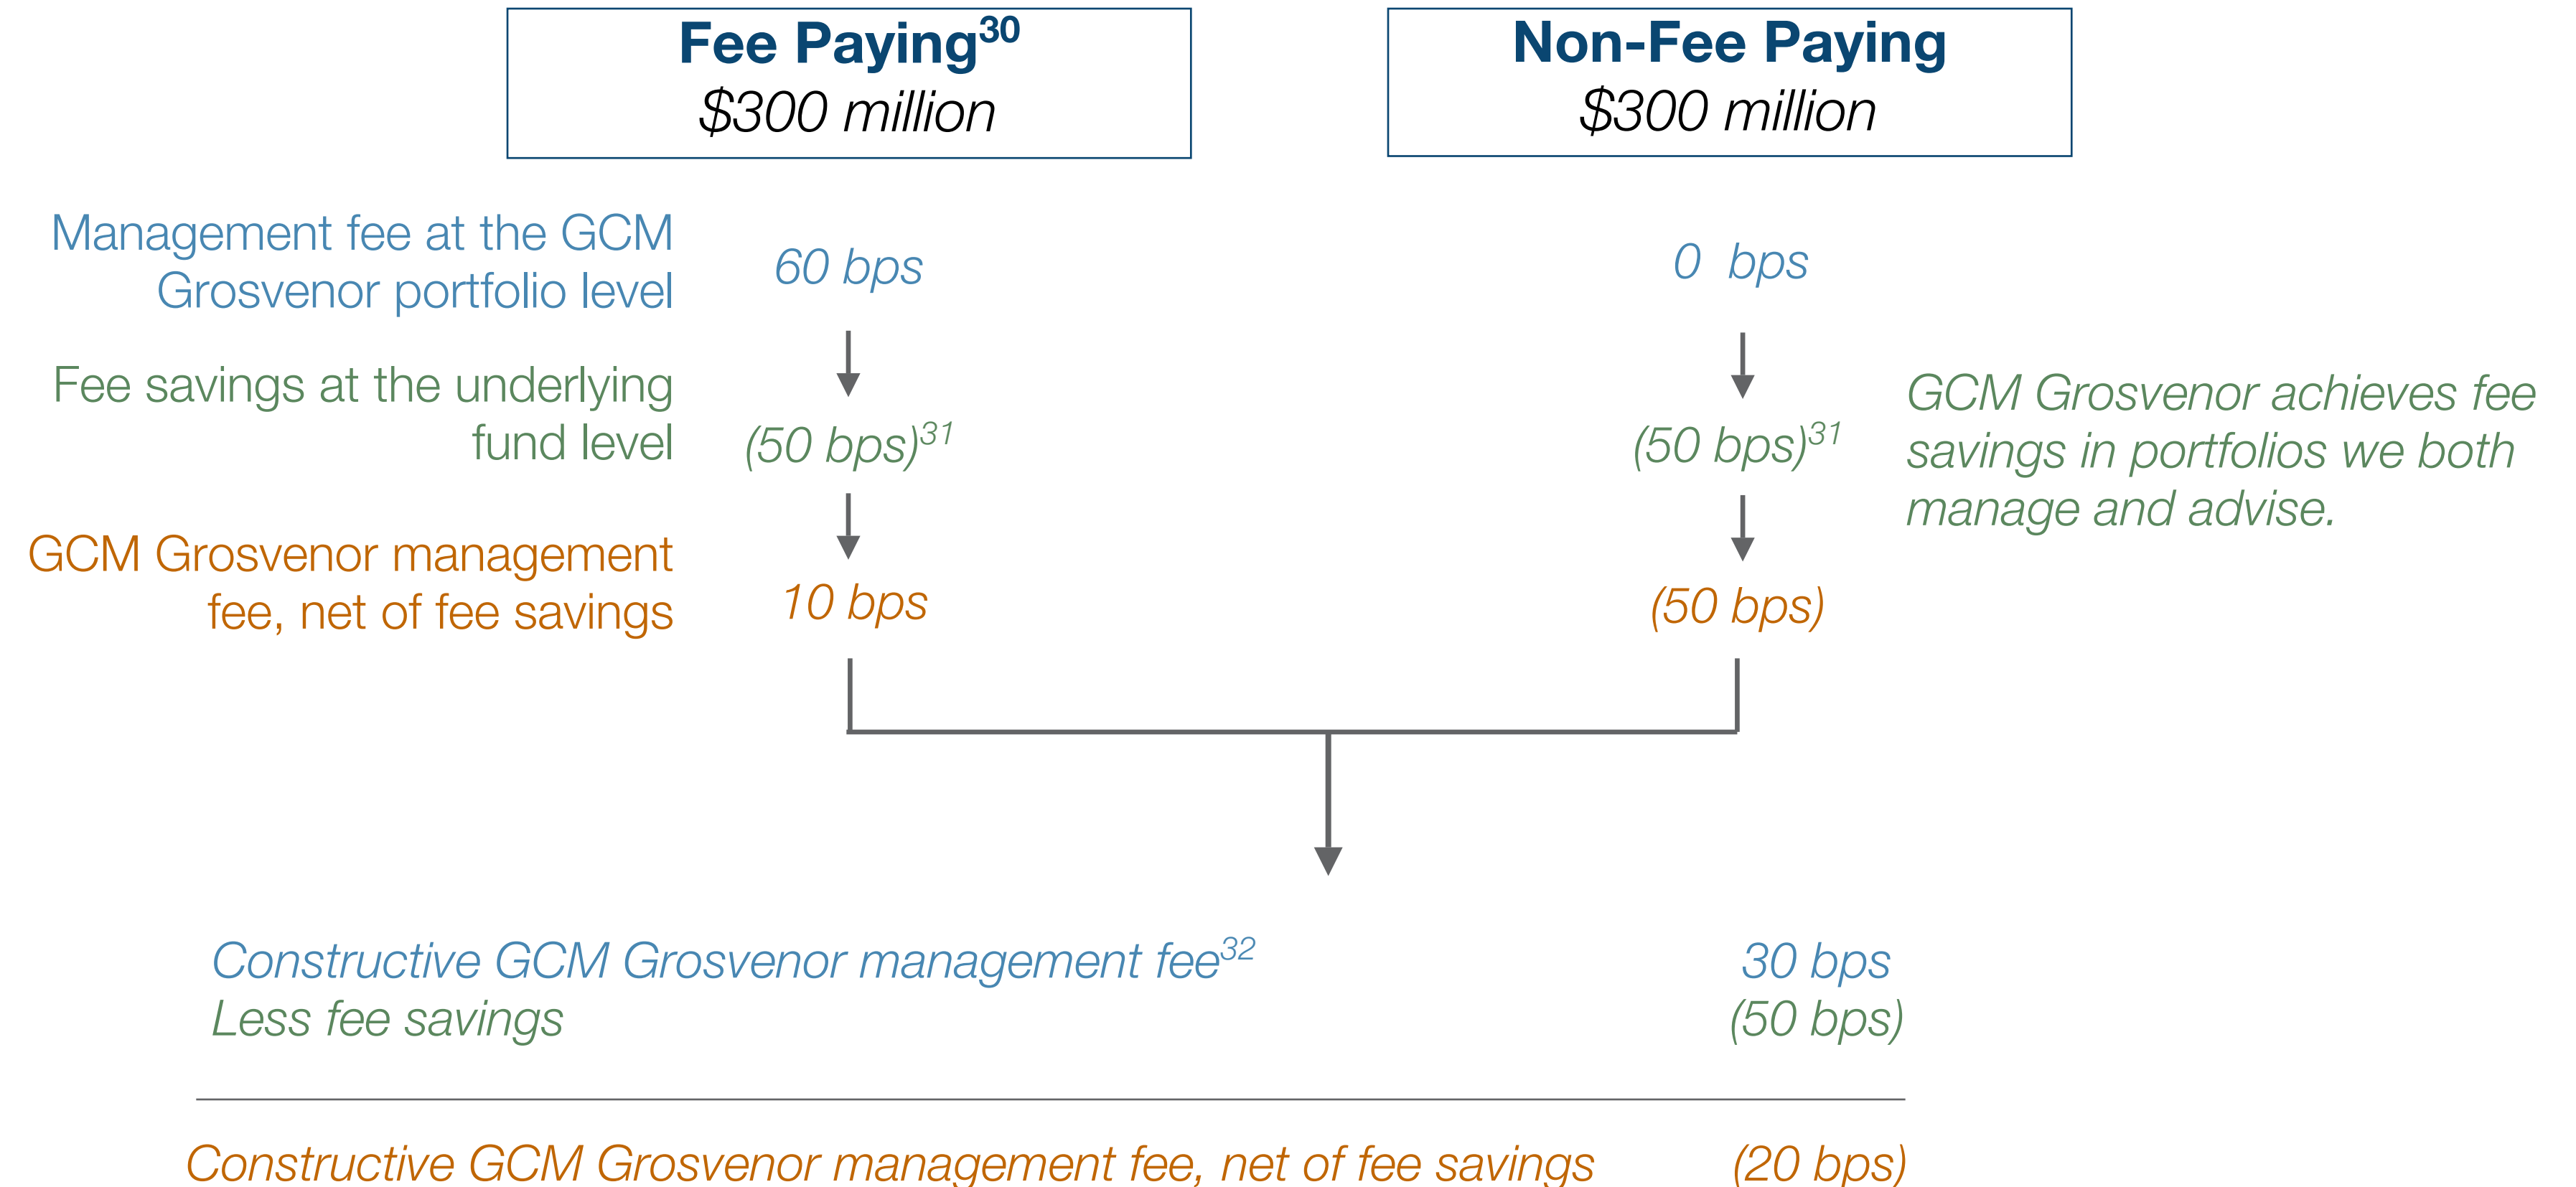 Fee Paying30
$300 million
Non-Fee Paying
$300 million
Management fee at the GCM
Grosvenor portfolio level
60 bps
0 bps
Fee savings at the underlying
fund level
(50 bps)31
(50 bps)31
GCM Grosvenor achieves fee
savings in portfolios we both
manage and advise.
GCM Grosvenor management
fee, net of fee savings
10 bps
(50 bps)
Constructive GCM Grosvenor management fee32
30 bps
Less fee savings
(50 bps)
Constructive GCM Grosvenor management fee, net of fee savings
(20 bps)